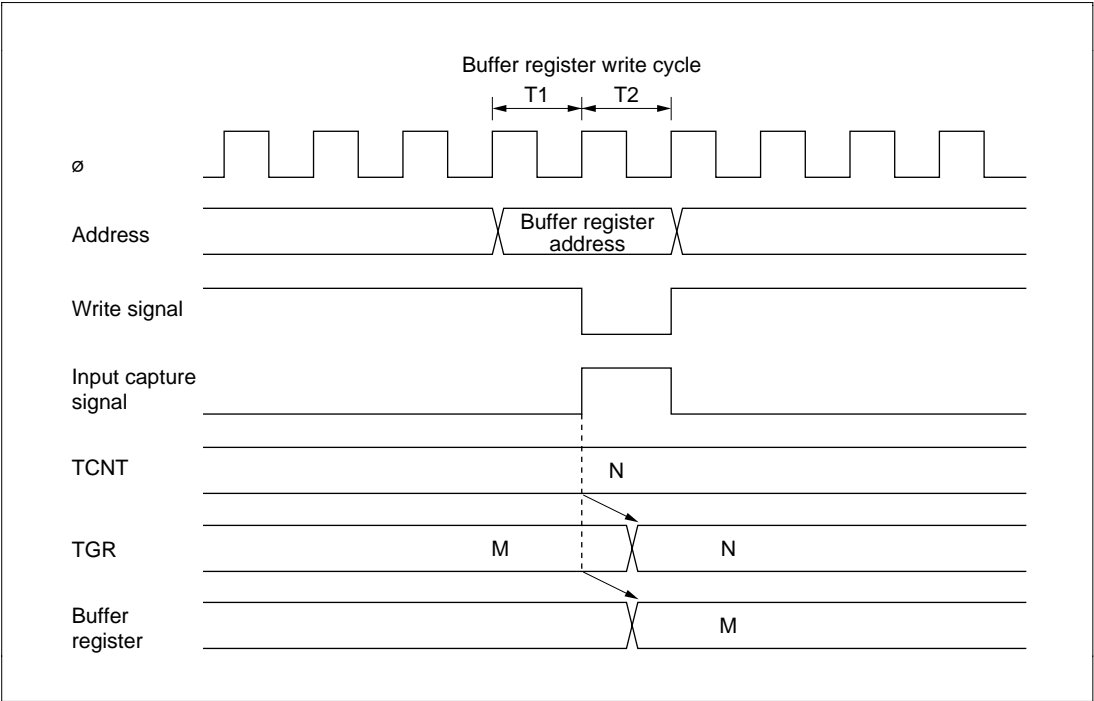 Buffer register write cycle
T1 T2
ø
Address
Buffer register
address
Write signal
Input capture
signal
TCNT
N
TGR
M
N
Buffer
register
M